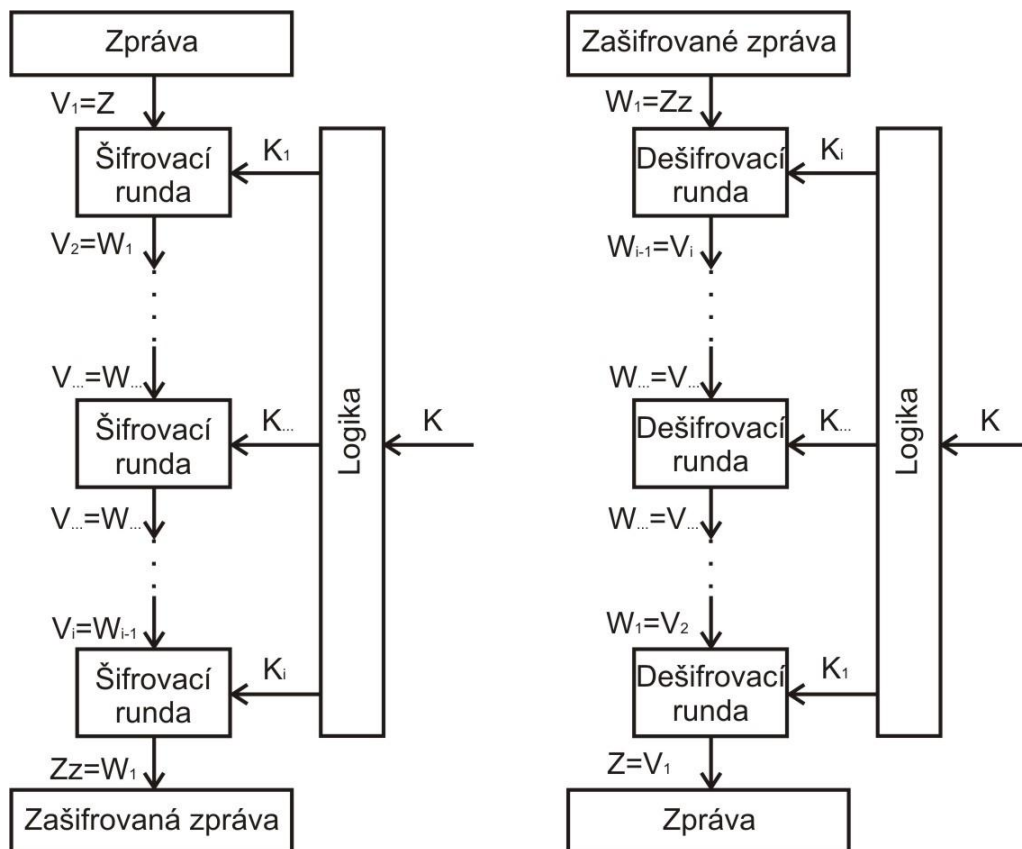 Zpráva
V₁=Z
Šifrovací
runda
K₁
V₂=W₁
V...=W...
Šifrovací
runda
K...
Logika
K
V...=W...
Vᵢ=Wᵢ₋₁
Šifrovací
runda
Kᵢ
Zz=W₁
Zašifrovaná zpráva
Zašifrované zpráva
W₁=Zz
Dešifrovací
runda
Kᵢ
Wᵢ₋₁=Vᵢ
W...=V...
Dešifrovací
runda
K...
Logika
K
W...=V...
W₁=V₂
Dešifrovací
runda
K₁
Z=V₁
Zpráva